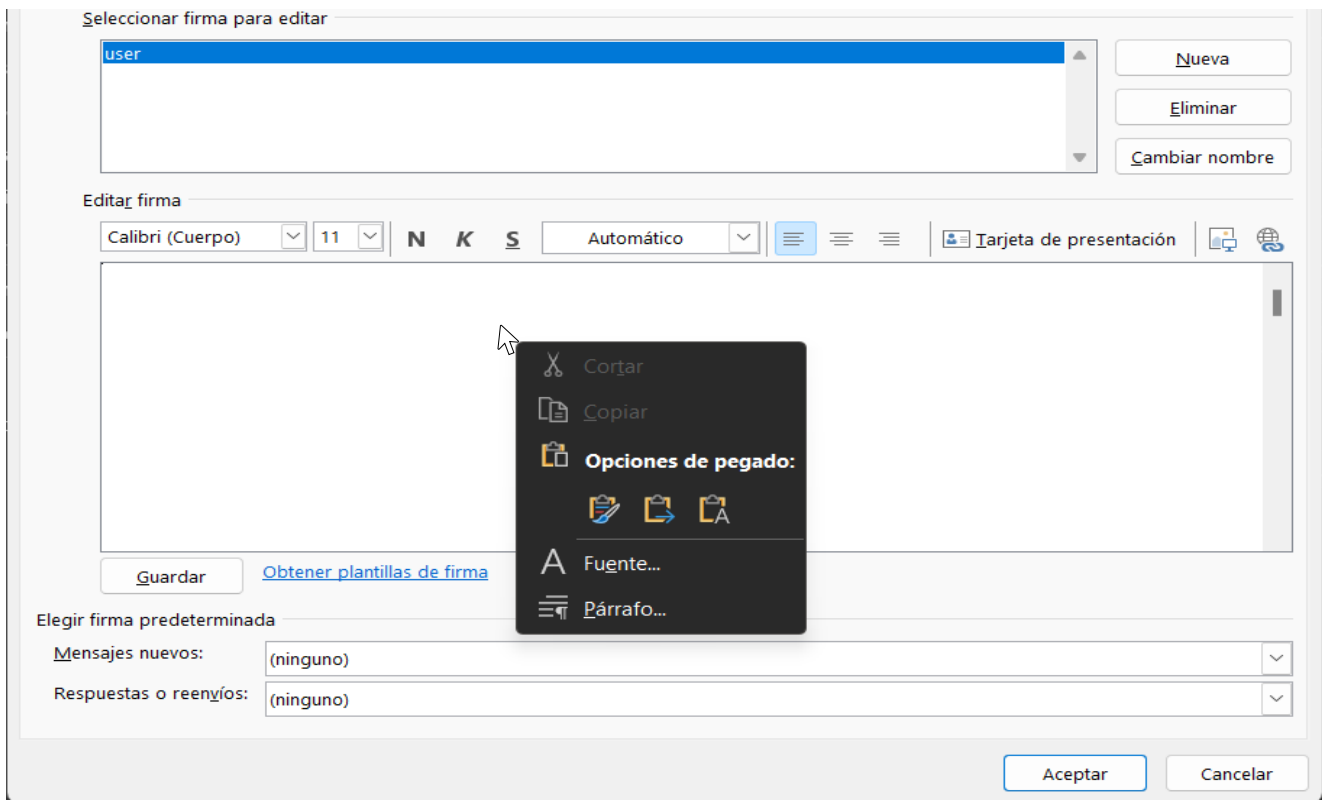 Seleccionar firma para editar
user
Nueva
Eliminar
Cambiar nombre
Editar firma
Calibri (Cuerpo) 11 N K S Automático Tarjeta de presentación
Cortar
Copiar
Opciones de pegado:
Fuente...
Párrafo...
Guardar Obtener plantillas de firma
Elegir firma predeterminada
Mensajes nuevos: (ninguno)
Respuestas o reenvíos: (ninguno)
Aceptar Cancelar